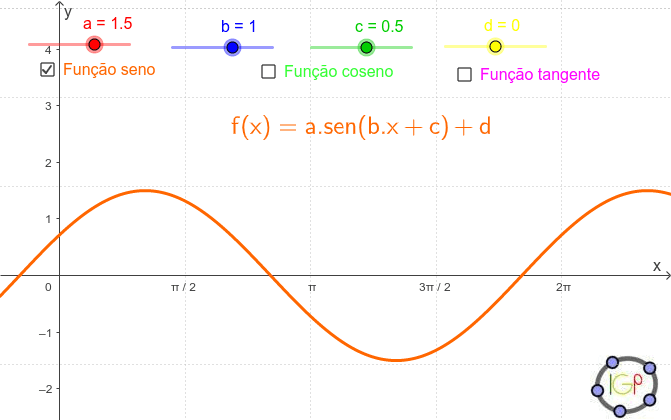 y
a = 1.5
b = 1
c = 0.5
d = 0
4
Função seno
Função coseno
Função tangente
3
f(x) = a.sen(b.x + c) + d
2
1
x
0
π / 2
π
3π / 2
2π
–1
–2
IGP